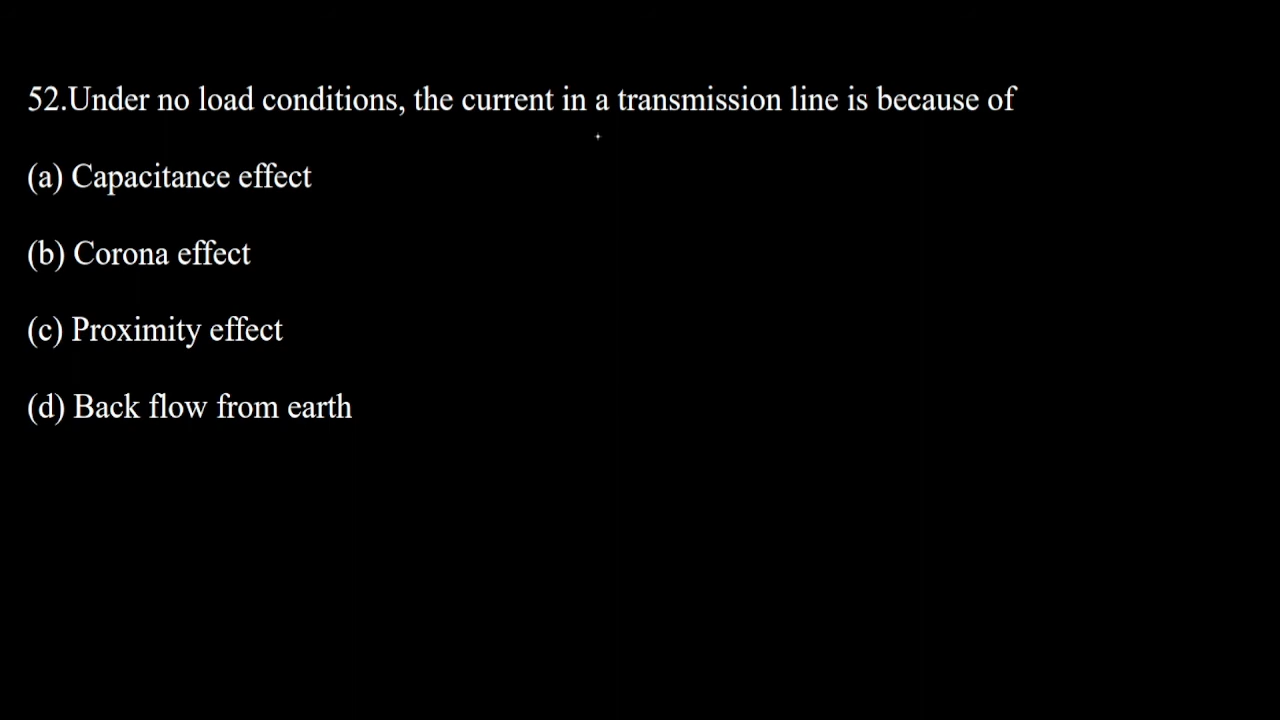 52.Under no load conditions, the current in a transmission line is because of
(a) Capacitance effect
(b) Corona effect
(c) Proximity effect
(d) Back flow from earth